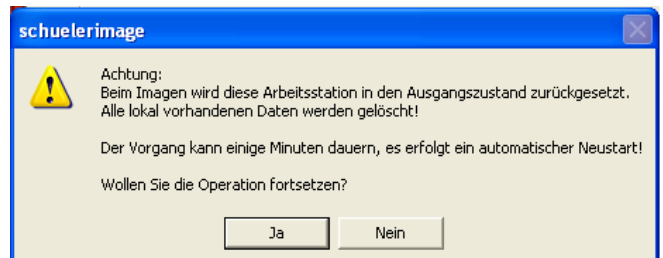 schuelerimage
Achtung:
Beim Imagen wird diese Arbeitsstation in den Ausgangszustand zurückgesetzt.
Alle lokal vorhandenen Daten werden gelöscht!
Der Vorgang kann einige Minuten dauern, es erfolgt ein automatischer Neustart!
Wollen Sie die Operation fortsetzen?
Ja
Nein